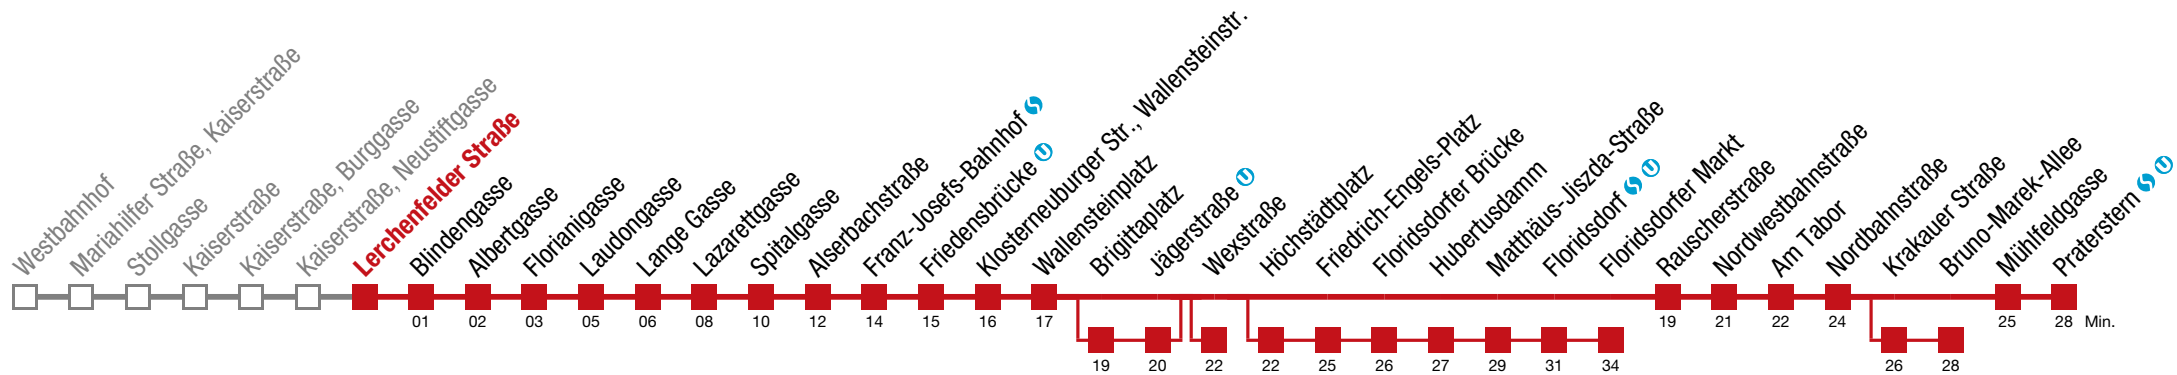 Westbahnhof
Mariahilfer Straße, Kaiserstraße
Stollgasse
Kaiserstraße
Kaiserstraße, Burggasse
Kaiserstraße, Neustiftgasse
Lerchenfelder Straße
Blindengasse
Albertgasse
Florianigasse
Laudongasse
Lange Gasse
Lazarettgasse
Spitalgasse
Alserbachstraße
Franz-Josefs-Bahnhof S
Friedensbrücke U
Klosterneuburger Str., Wallensteinstr.
Wallensteinplatz
Brigittaplatz
Jägerstraße U
Wexstraße
Höchstädtplatz
Friedrich-Engels-Platz
Floridsdorfer Brücke
Hubertusdamm
Matthäus-Jiszda-Straße
Floridsdorf S U
Floridsdorfer Markt
Rauscherstraße
Nordwestbahnstraße
Am Tabor
Nordbahnstraße
Krakauer Straße
Bruno-Marek-Allee
Mühlfeldgasse
Praterstern S U
01 02 03 05 06 08 10 12 14 15 16 17 19 21 22 24 25 28 Min.
19 20 22 22 25 26 27 29 31 34 26 28